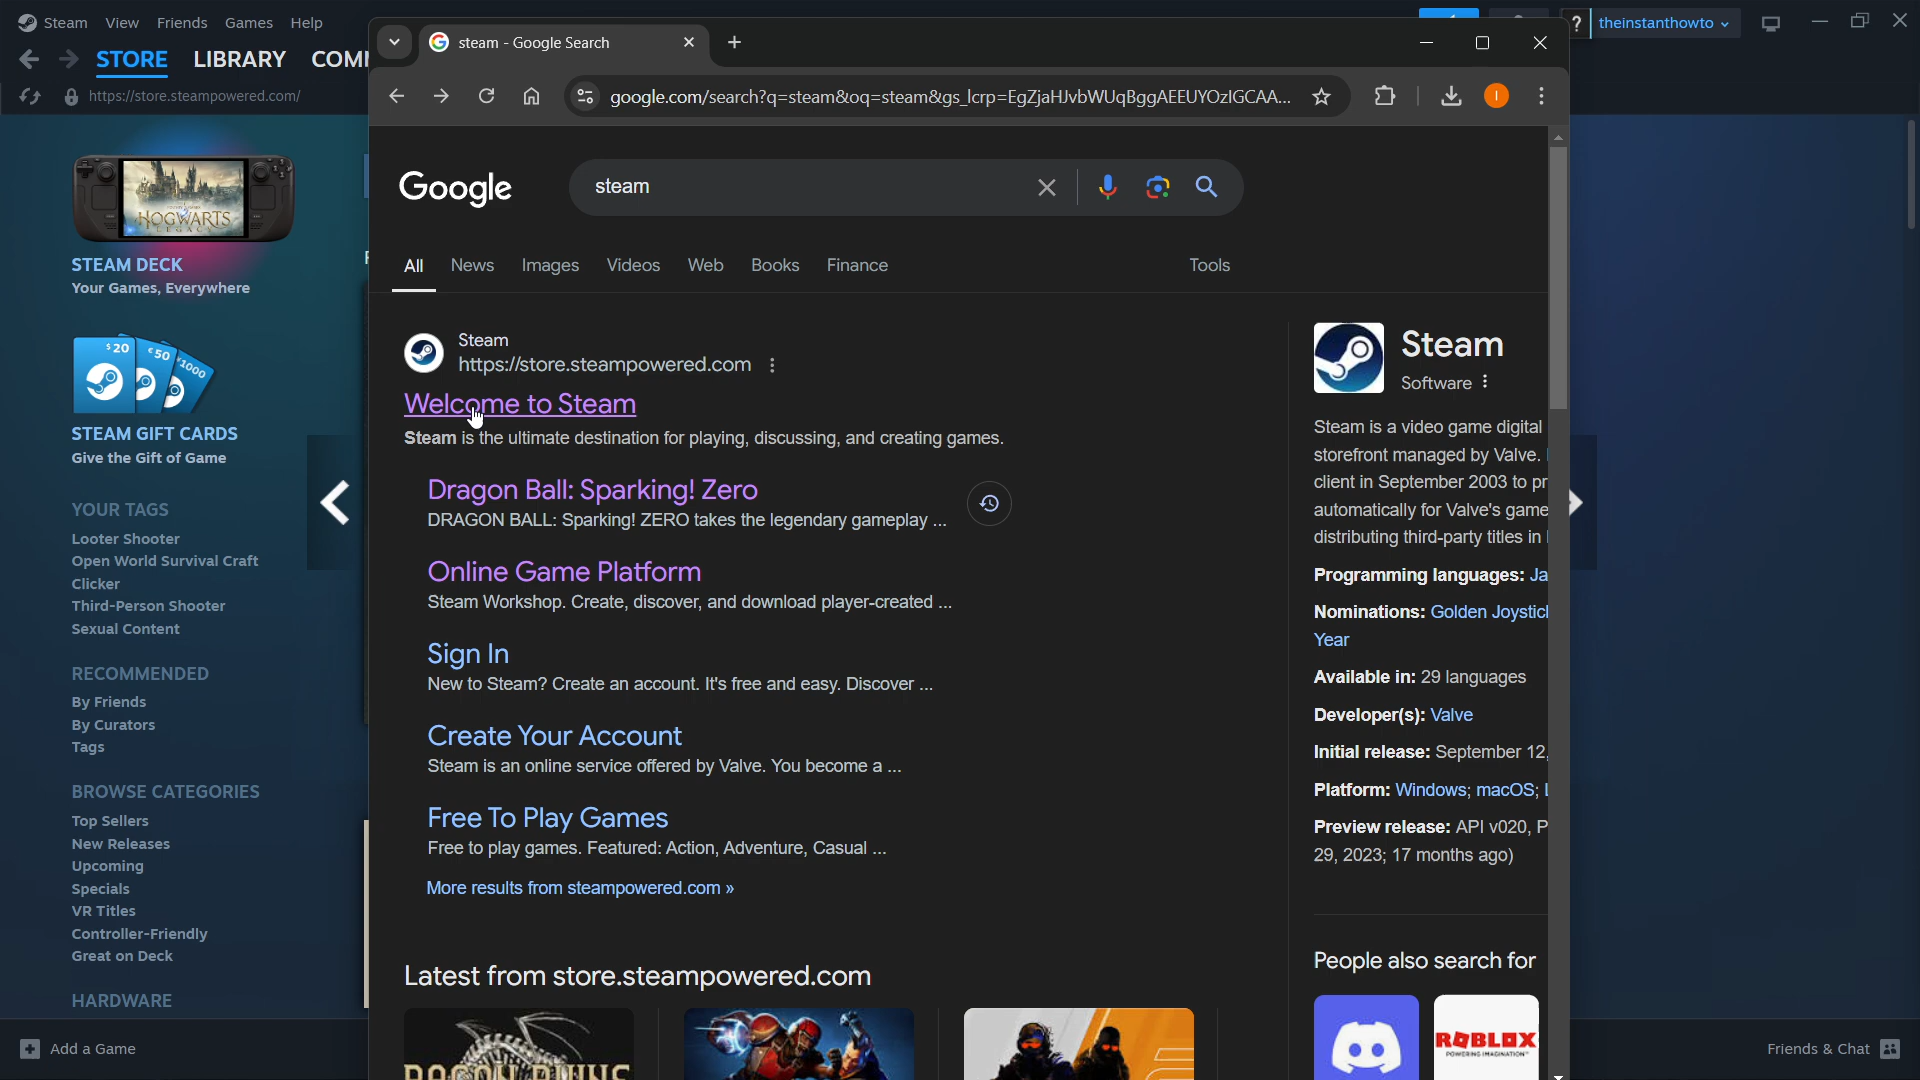 Steam View Friends Games Help
STORE LIBRARY COMM
https://store.steampowered.com/
theinstanthowto
?
steam - Google Search
google.com/search?q=steam&oq=steam&gs_lcrp=EgZjaHJvbWUqBggAEEUYOzIGCAA...
I
Google
steam
All News Images Videos Web Books Finance Tools
HOGWARTS
LEGACY
STEAM DECK
Your Games, Everywhere
$20 €50 ¥1000
STEAM GIFT CARDS
Give the Gift of Game
YOUR TAGS
Looter Shooter
Open World Survival Craft
Clicker
Third-Person Shooter
Sexual Content
RECOMMENDED
By Friends
By Curators
Tags
BROWSE CATEGORIES
Top Sellers
New Releases
Upcoming
Specials
VR Titles
Controller-Friendly
Great on Deck
HARDWARE
Add a Game
Steam
https://store.steampowered.com
Welcome to Steam
Steam is the ultimate destination for playing, discussing, and creating games.
Dragon Ball: Sparking! Zero
DRAGON BALL: Sparking! ZERO takes the legendary gameplay ...
Online Game Platform
Steam Workshop. Create, discover, and download player-created ...
Sign In
New to Steam? Create an account. It's free and easy. Discover ...
Create Your Account
Steam is an online service offered by Valve. You become a ...
Free To Play Games
Free to play games. Featured: Action, Adventure, Casual ...
More results from steampowered.com »
Latest from store.steampowered.com
Steam
Software
Steam is a video game digital
storefront managed by Valve.
client in September 2003 to pr
automatically for Valve's game
distributing third-party titles in
Programming languages: Ja
Nominations: Golden Joystick
Year
Available in: 29 languages
Developer(s): Valve
Initial release: September 12,
Platform: Windows; macOS; L
Preview release: API v020, P
29, 2023; 17 months ago)
People also search for
ROBLOX
POWERING IMAGINATION
Friends & Chat